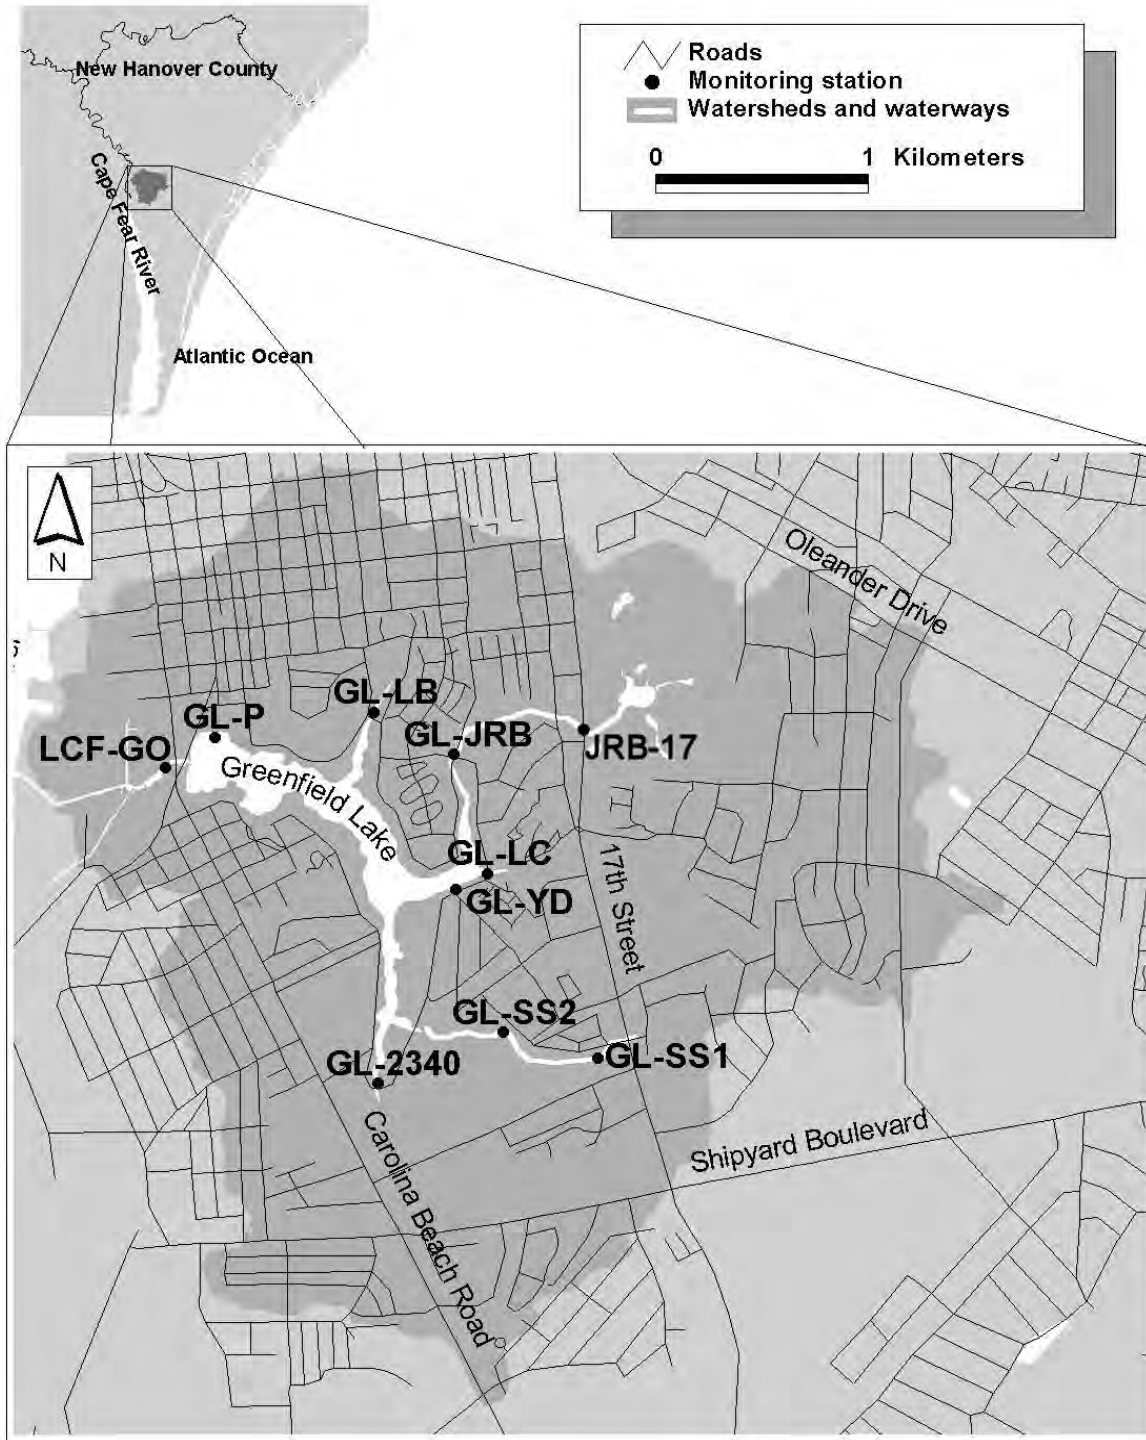 New Hanover County
Cape Fear River
Atlantic Ocean
Roads
Monitoring station
Watersheds and waterways
0 1 Kilometers
N
Oleander Drive
GL-LB
GL-P
GL-JRB
JRB-17
LCF-GO
Greenfield Lake
GL-LC
GL-YD
17th Street
GL-SS2
GL-SS1
GL-2340
Carolina Beach Road
Shipyard Boulevard